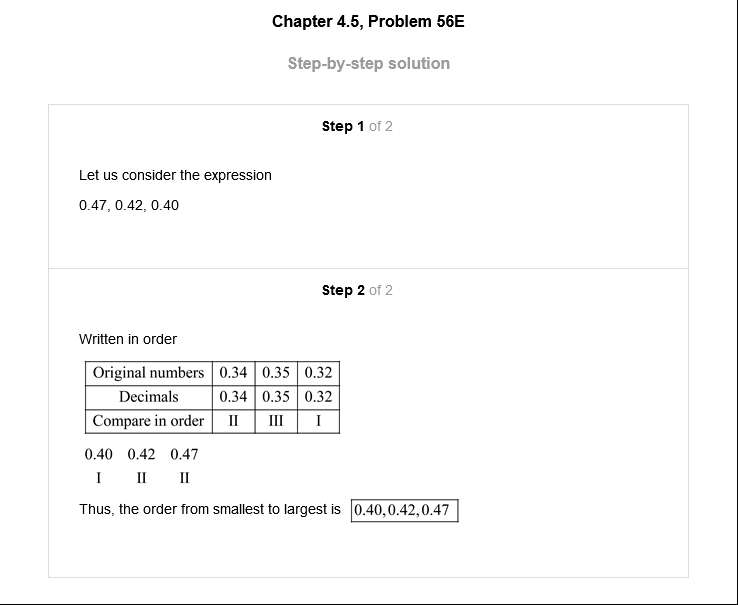 Chapter 4.5, Problem 56E
Step-by-step solution
Step 1 of 2
Let us consider the expression
0.47, 0.42, 0.40
Step 2 of 2
Written in order
Original numbers 0.34 0.35 0.32
Decimals 0.34 0.35 0.32
Compare in order II III I
0.40 0.42 0.47
I II II
Thus, the order from smallest to largest is 0.40,0.42,0.47